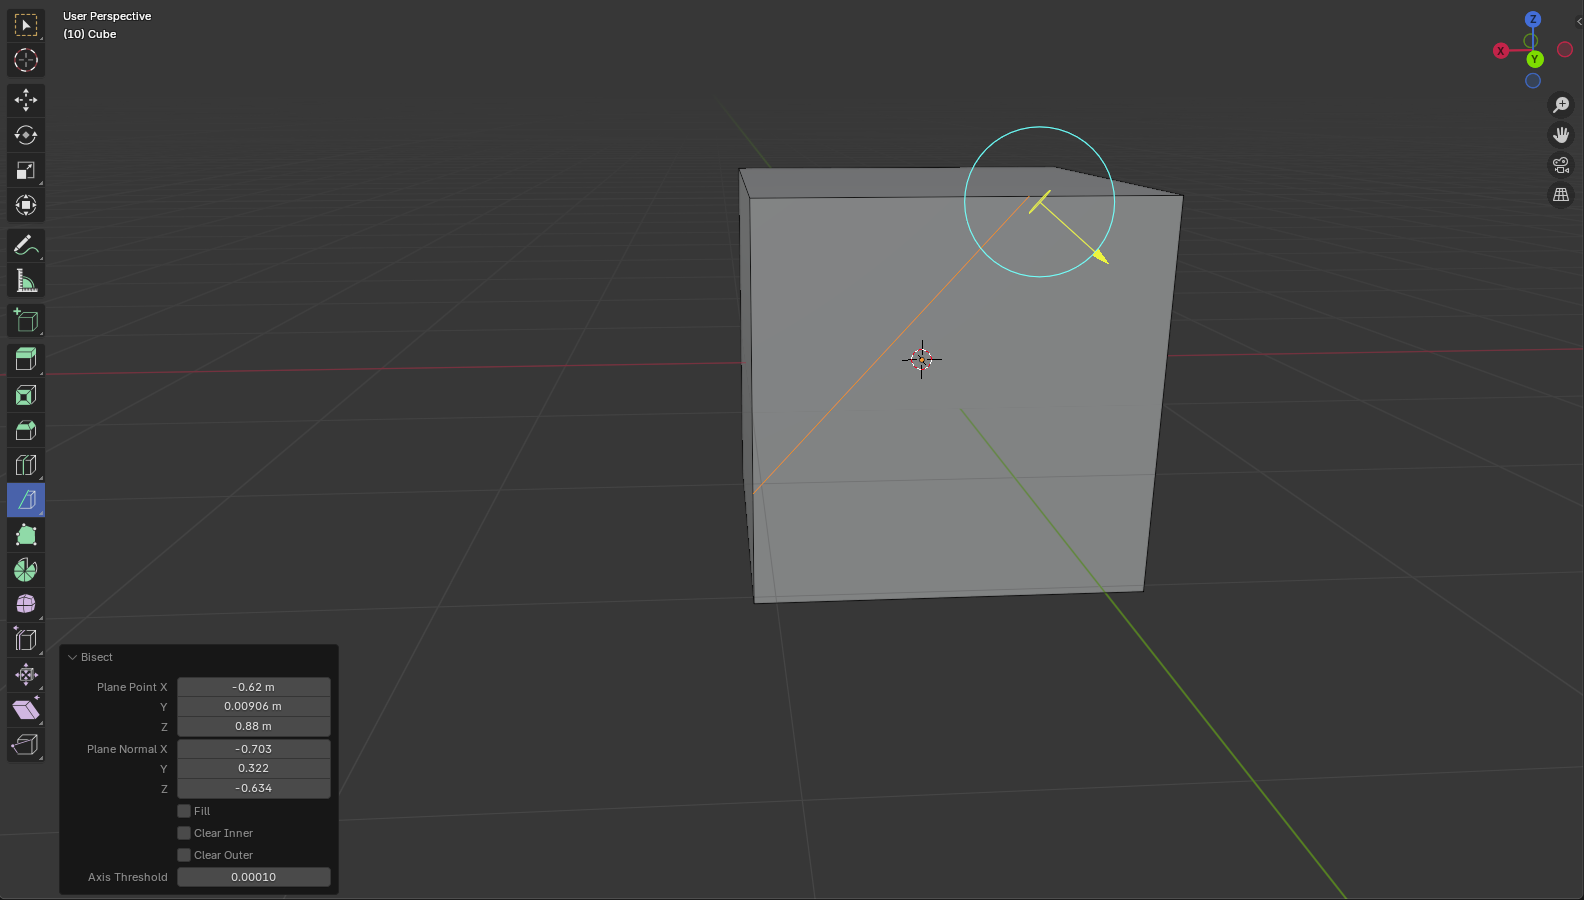 User Perspective
(10) Cube
Z
X
Y
Bisect
Plane Point X -0.62 m
Y 0.00906 m
Z 0.88 m
Plane Normal X -0.703
Y 0.322
Z -0.634
Fill
Clear Inner
Clear Outer
Axis Threshold 0.00010